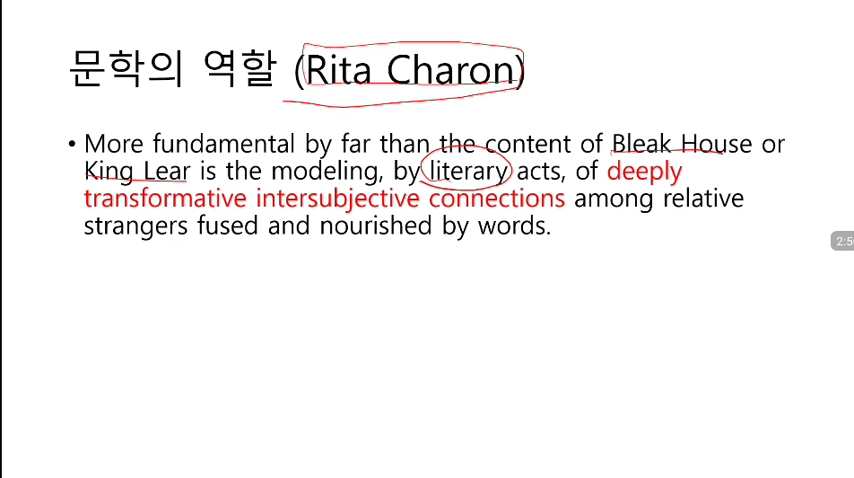 문학의 역할 (Rita Charon)
• More fundamental by far than the content of Bleak House or
King Lear is the modeling, by literary acts, of deeply
transformative intersubjective connections among relative
strangers fused and nourished by words.